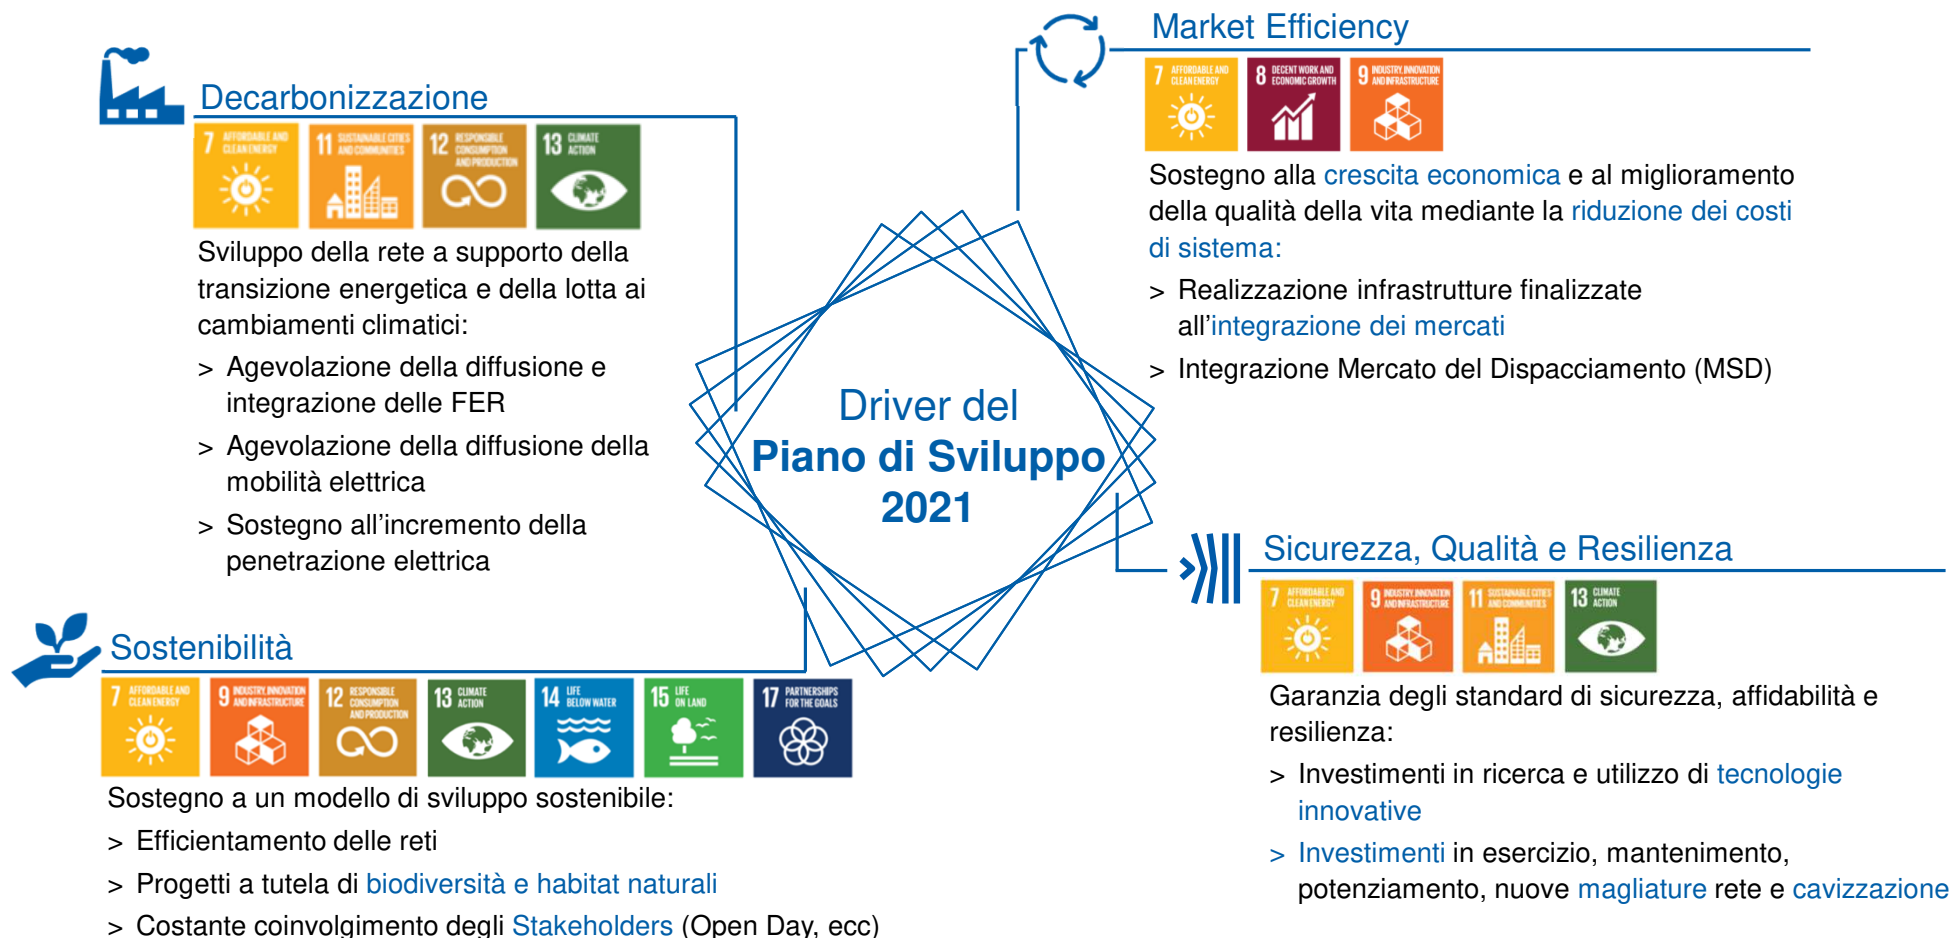 Decarbonizzazione
7 AFFORDABLE AND
CLEAN ENERGY
11 SUSTAINABLE CITIES
AND COMMUNITIES
12 RESPONSIBLE
CONSUMPTION
AND PRODUCTION
13 CLIMATE
ACTION
Sviluppo della rete a supporto della
transizione energetica e della lotta ai
cambiamenti climatici:
> Agevolazione della diffusione e
integrazione delle FER
> Agevolazione della diffusione della
mobilità elettrica
> Sostegno all'incremento della
penetrazione elettrica
Sostenibilità
7 AFFORDABLE AND
CLEAN ENERGY
9 INDUSTRY, INNOVATION
AND INFRASTRUCTURE
12 RESPONSIBLE
CONSUMPTION
AND PRODUCTION
13 CLIMATE
ACTION
14 LIFE
BELOW WATER
15 LIFE
ON LAND
17 PARTNERSHIPS
FOR THE GOALS
Sostegno a un modello di sviluppo sostenibile:
> Efficientamento delle reti
> Progetti a tutela di biodiversità e habitat naturali
> Costante coinvolgimento degli Stakeholders (Open Day, ecc)
Driver del
Piano di Sviluppo
2021
Market Efficiency
7 AFFORDABLE AND
CLEAN ENERGY
8 DECENT WORK AND
ECONOMIC GROWTH
9 INDUSTRY, INNOVATION
AND INFRASTRUCTURE
Sostegno alla crescita economica e al miglioramento
della qualità della vita mediante la riduzione dei costi
di sistema:
> Realizzazione infrastrutture finalizzate
all'integrazione dei mercati
> Integrazione Mercato del Dispacciamento (MSD)
Sicurezza, Qualità e Resilienza
7 AFFORDABLE AND
CLEAN ENERGY
9 INDUSTRY, INNOVATION
AND INFRASTRUCTURE
11 SUSTAINABLE CITIES
AND COMMUNITIES
13 CLIMATE
ACTION
Garanzia degli standard di sicurezza, affidabilità e
resilienza:
> Investimenti in ricerca e utilizzo di tecnologie
innovative
> Investimenti in esercizio, mantenimento,
potenziamento, nuove magliature rete e cavizzazione